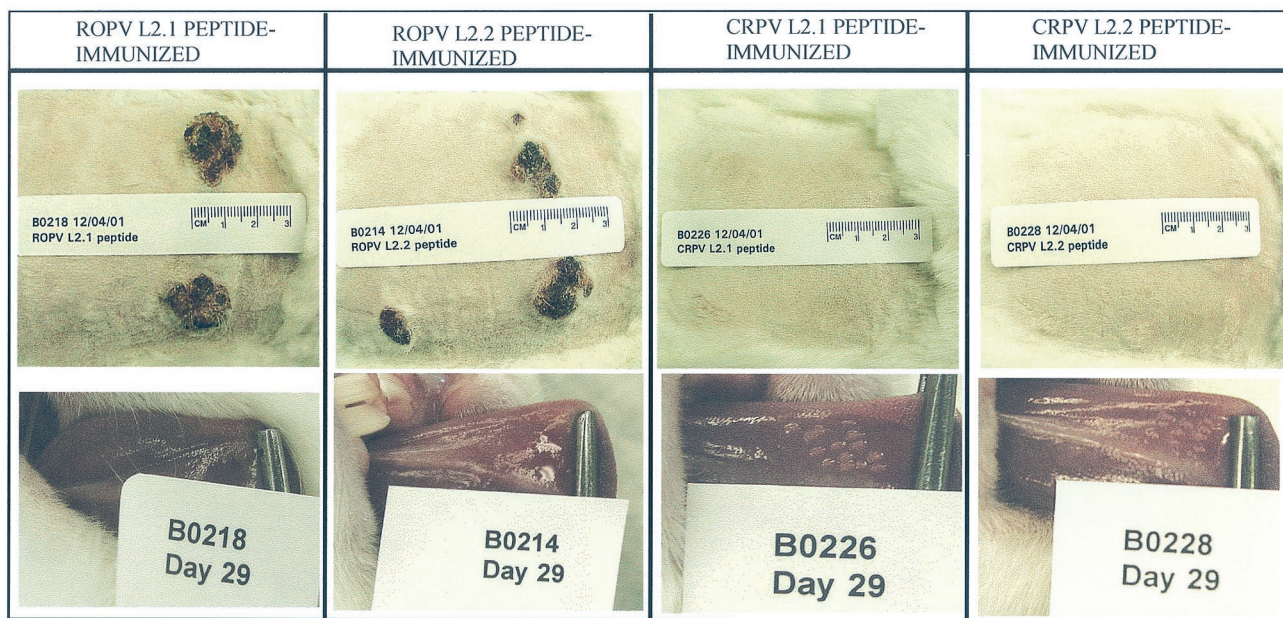 ROPV L2.1 PEPTIDE-
IMMUNIZED
ROPV L2.2 PEPTIDE-
IMMUNIZED
CRPV L2.1 PEPTIDE-
IMMUNIZED
CRPV L2.2 PEPTIDE-
IMMUNIZED
B0218 12/04/01
ROPV L2.1 peptide
CM 1 2 3
B0214 12/04/01
ROPV L2.2 peptide
CM 1 2 3
B0226 12/04/01
CRPV L2.1 peptide
CM 1 2 3
B0228 12/04/01
CRPV L2.2 peptide
CM 1 2 3
B0218
Day 29
B0214
Day 29
B0226
Day 29
B0228
Day 29